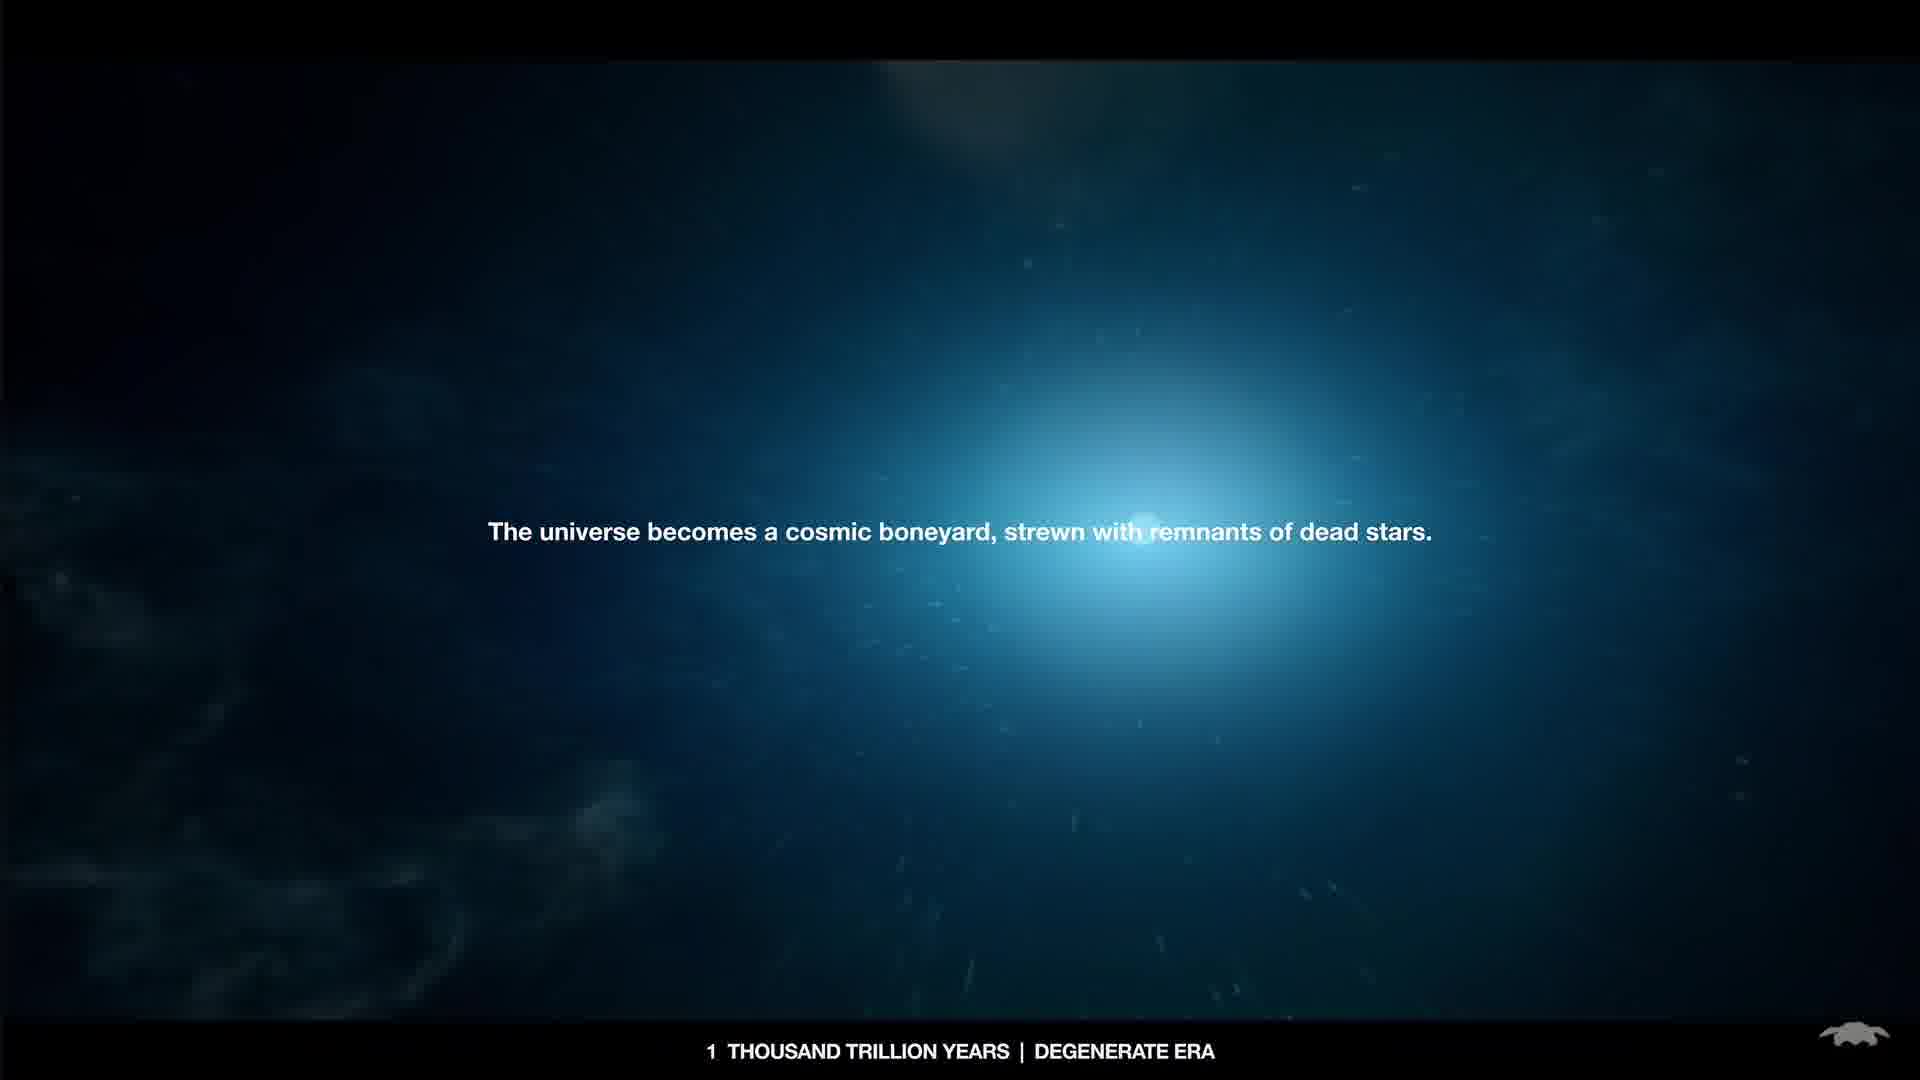 The universe becomes a cosmic boneyard, strewn with remnants of dead stars.
1 THOUSAND TRILLION YEARS | DEGENERATE ERA